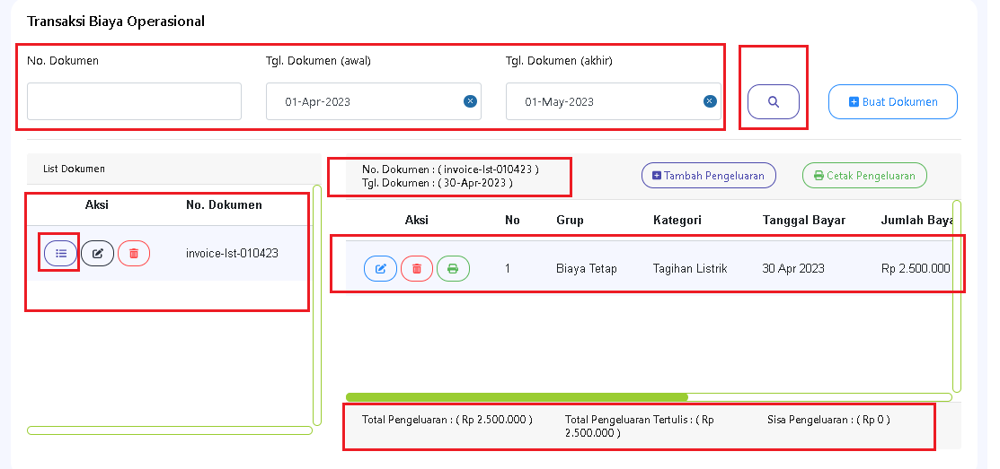 Transaksi Biaya Operasional
No. Dokumen
Tgl. Dokumen (awal)
Tgl. Dokumen (akhir)
01-Apr-2023
01-May-2023
Buat Dokumen
List Dokumen
Aksi
No. Dokumen
invoice-lst-010423
No. Dokumen : ( invoice-lst-010423 )
Tgl. Dokumen : ( 30-Apr-2023 )
Tambah Pengeluaran
Cetak Pengeluaran
Aksi
No
Grup
Kategori
Tanggal Bayar
Jumlah Baya
1
Biaya Tetap
Tagihan Listrik
30 Apr 2023
Rp 2.500.000
Total Pengeluaran : ( Rp 2.500.000 )
Total Pengeluaran Tertulis : ( Rp
2.500.000 )
Sisa Pengeluaran : ( Rp 0 )